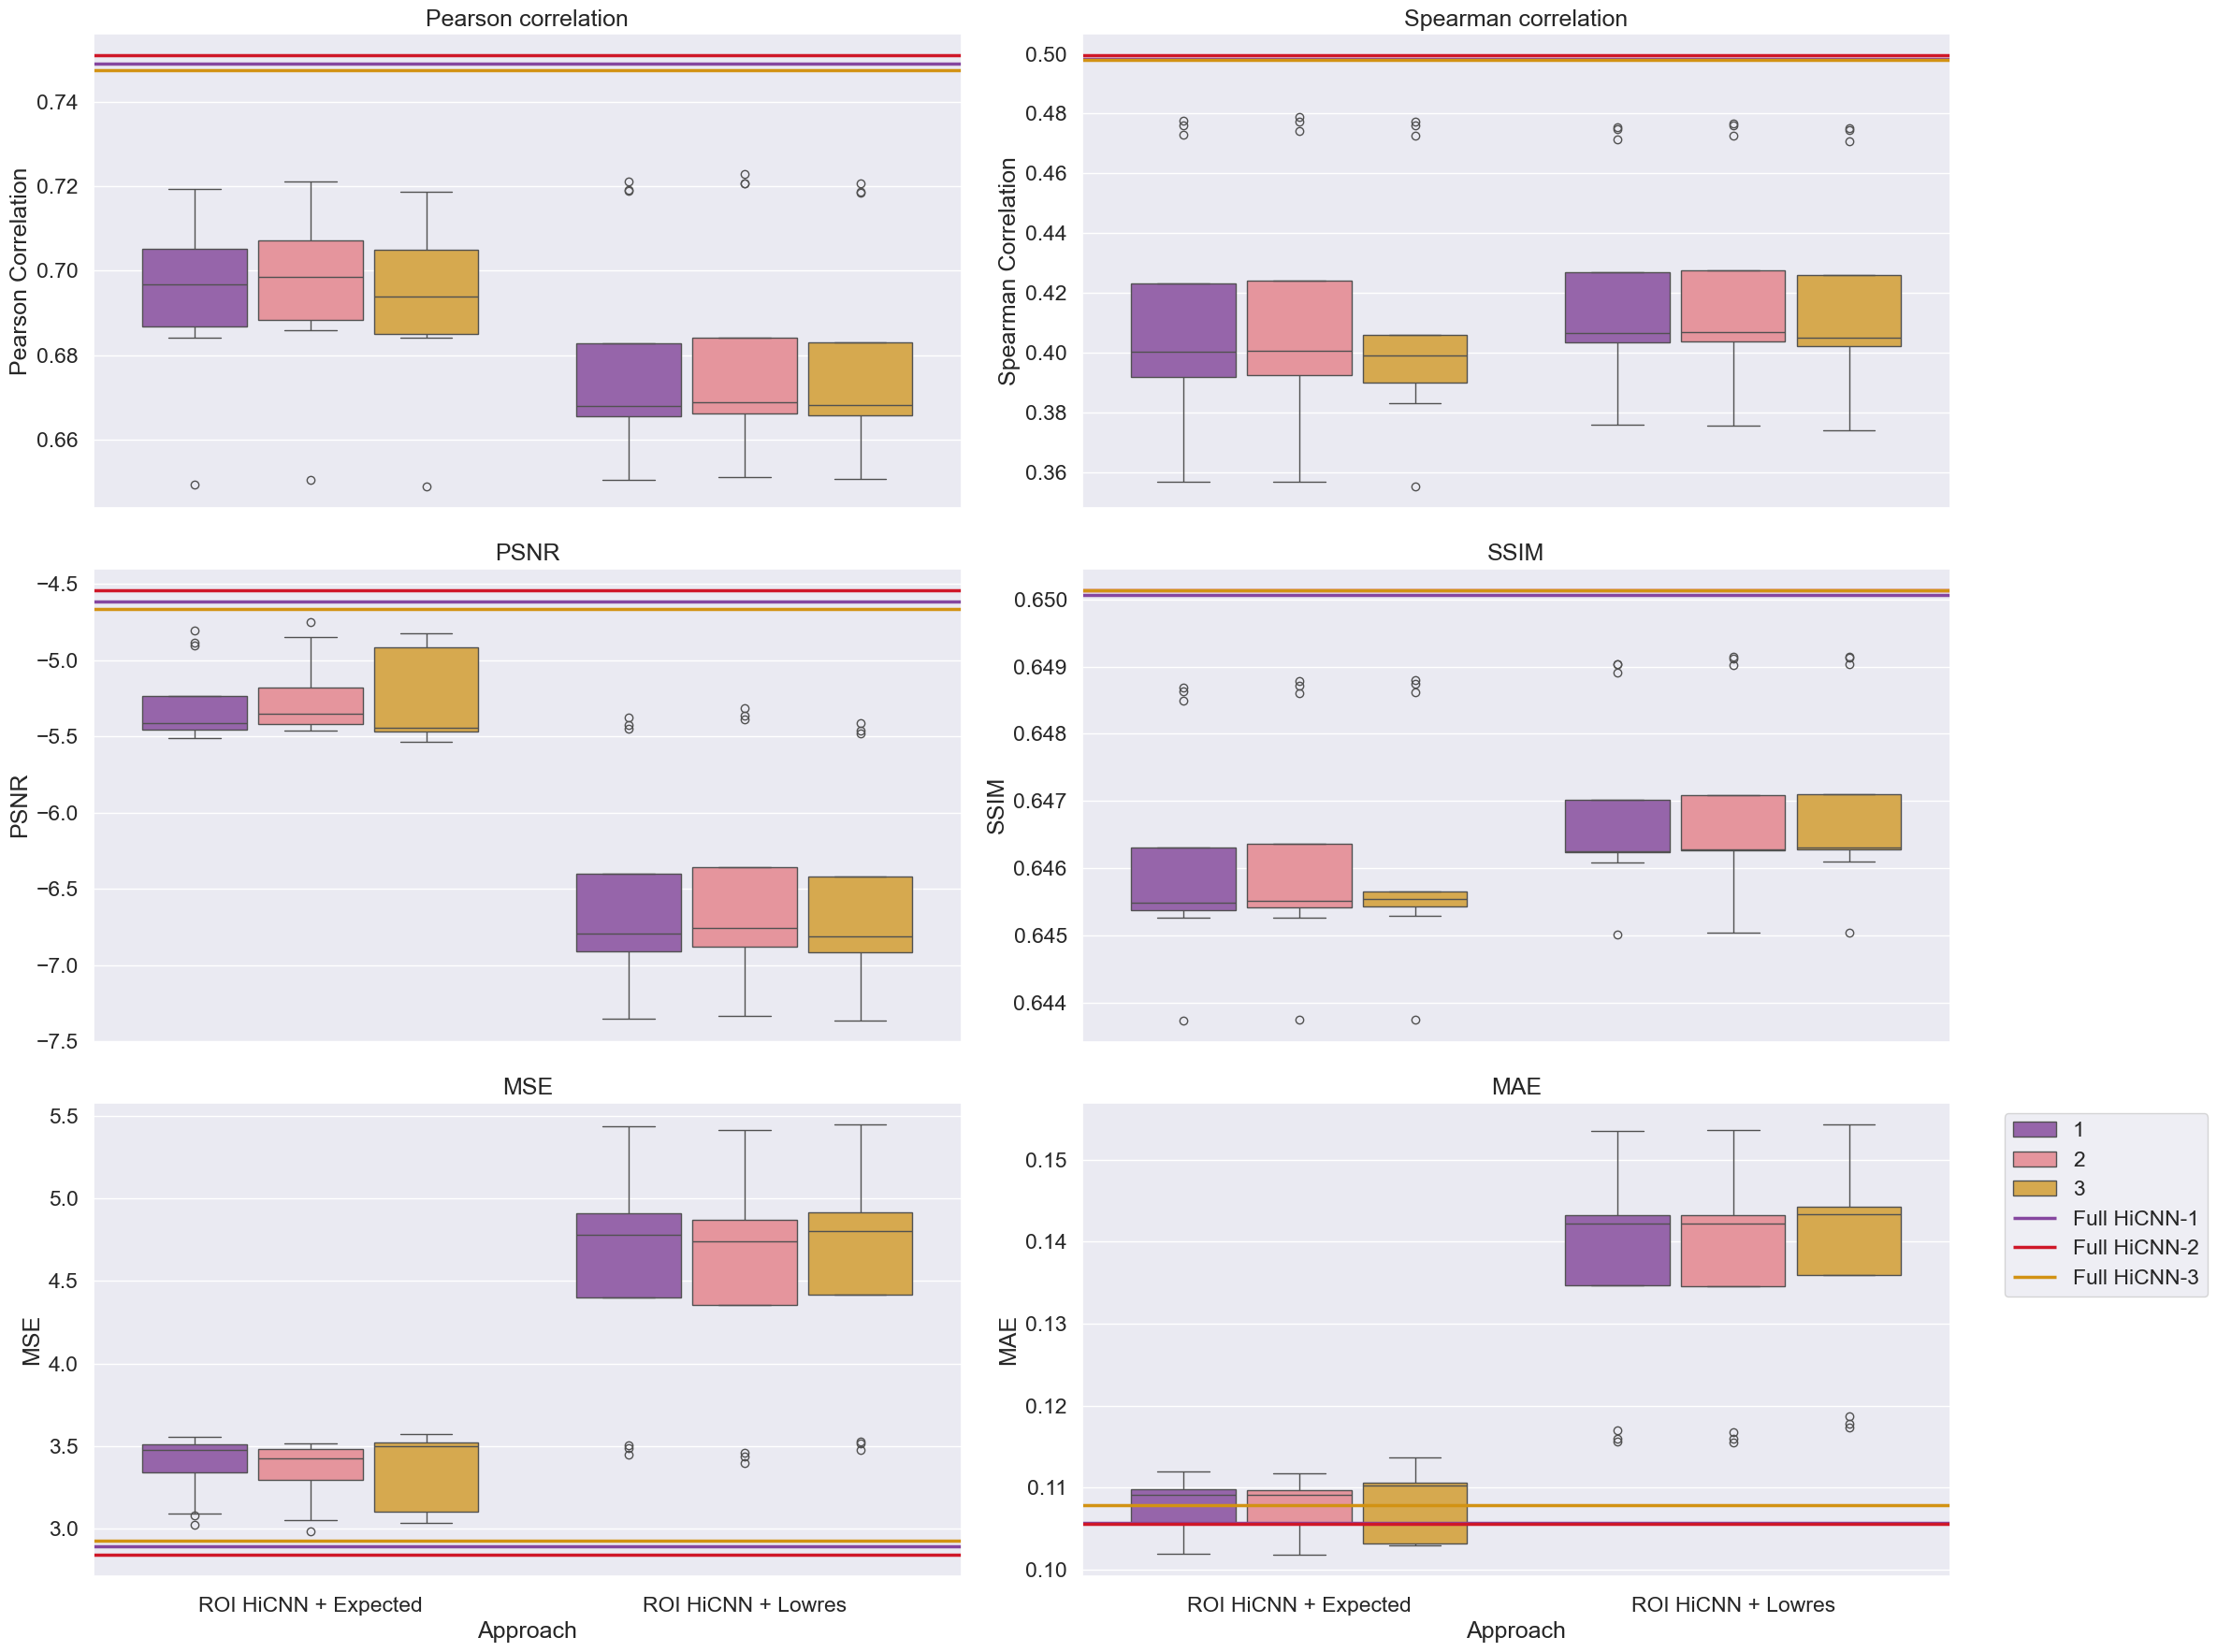 Pearson correlation
Pearson Correlation
0.74
0.72
0.70
0.68
0.66
Spearman correlation
Spearman Correlation
0.50
0.48
0.46
0.44
0.42
0.40
0.38
0.36
PSNR
PSNR
−4.5
−5.0
−5.5
−6.0
−6.5
−7.0
−7.5
SSIM
SSIM
0.650
0.649
0.648
0.647
0.646
0.645
0.644
MSE
MSE
5.5
5.0
4.5
4.0
3.5
3.0
ROI HiCNN + Expected
ROI HiCNN + Lowres
Approach
MAE
MAE
0.15
0.14
0.13
0.12
0.11
0.10
ROI HiCNN + Expected
ROI HiCNN + Lowres
Approach
1
2
3
Full HiCNN-1
Full HiCNN-2
Full HiCNN-3